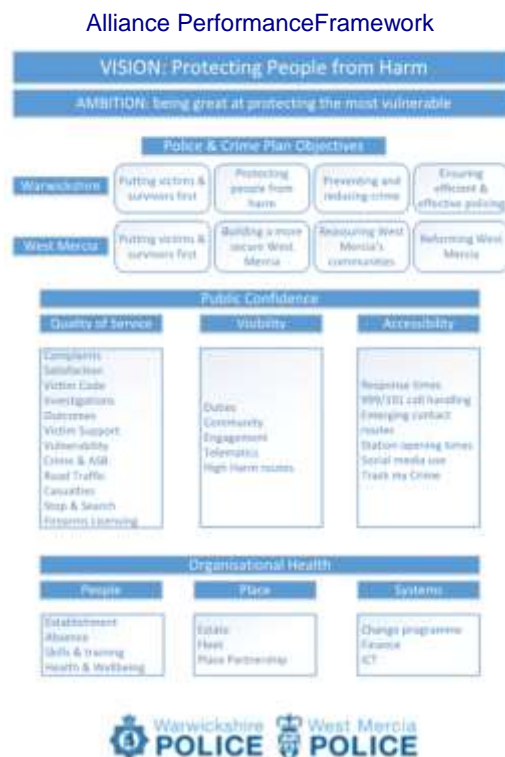 Alliance PerformanceFramework
VISION: Protecting People from Harm
AMBITION: being great at protecting the most vulnerable
Police & Crime Plan Objectives
Warwickshire
Putting victims &
survivors first
Protecting
people from
harm
Preventing and
reducing crime
Ensuring
efficient &
effective policing
West Mercia
Putting victims &
survivors first
Building a more
secure West
Mercia
Reassuring West
Mercia's
communities
Reforming West
Mercia
Public Confidence
Quality of Service
Complaints
Satisfaction
Victim Code
Investigations
Outcomes
Victim Support
Vulnerability
Crime & ASB
Road Traffic
Casualties
Stop & Search
Firearms Licensing
Visibility
Duties
Community
Engagement
Telematics
High Harm routes
Accessibility
Response times
999/101 call handling
Emerging contact
routes
Station opening times
Social media use
Track my Crime
Organisational Health
People
Establishment
Absence
Skills & training
Health & Wellbeing
Place
Estate
Fleet
Place Partnership
Systems
Change programme
Finance
ICT
Warwickshire
POLICE
West Mercia
POLICE